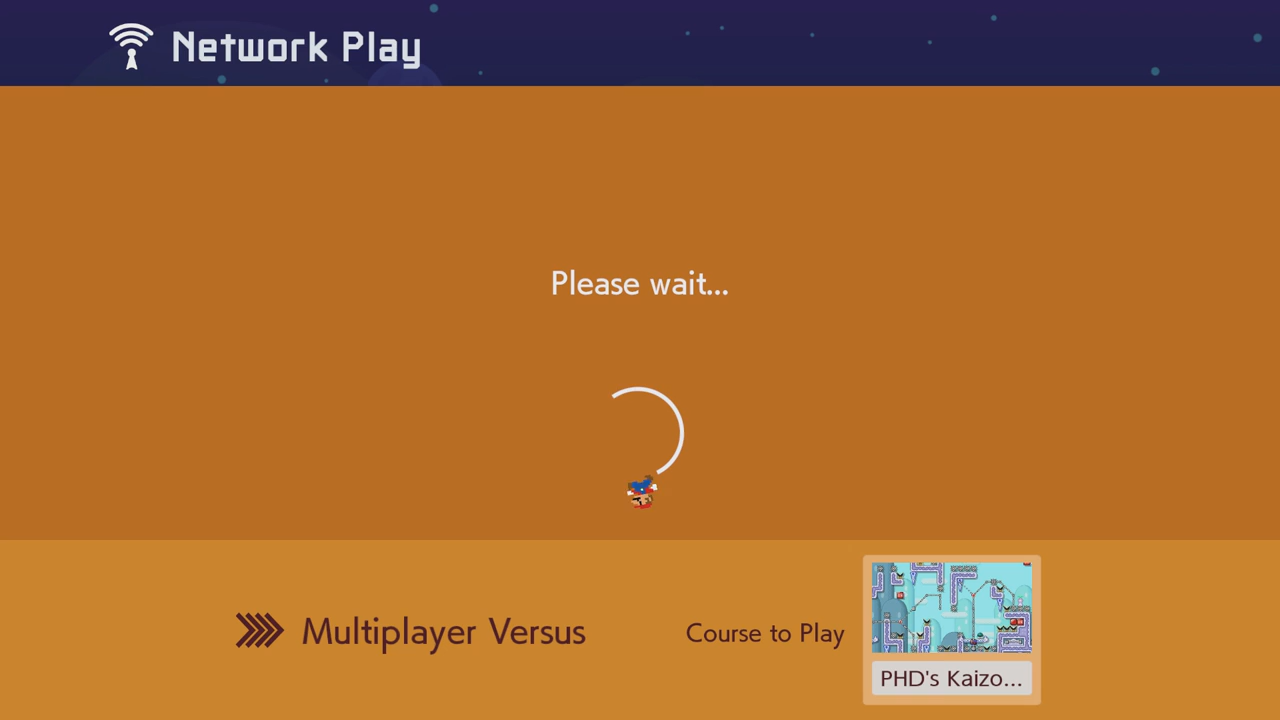 Network Play
Please wait...
Multiplayer Versus
Course to Play
PHD's Kaizo...